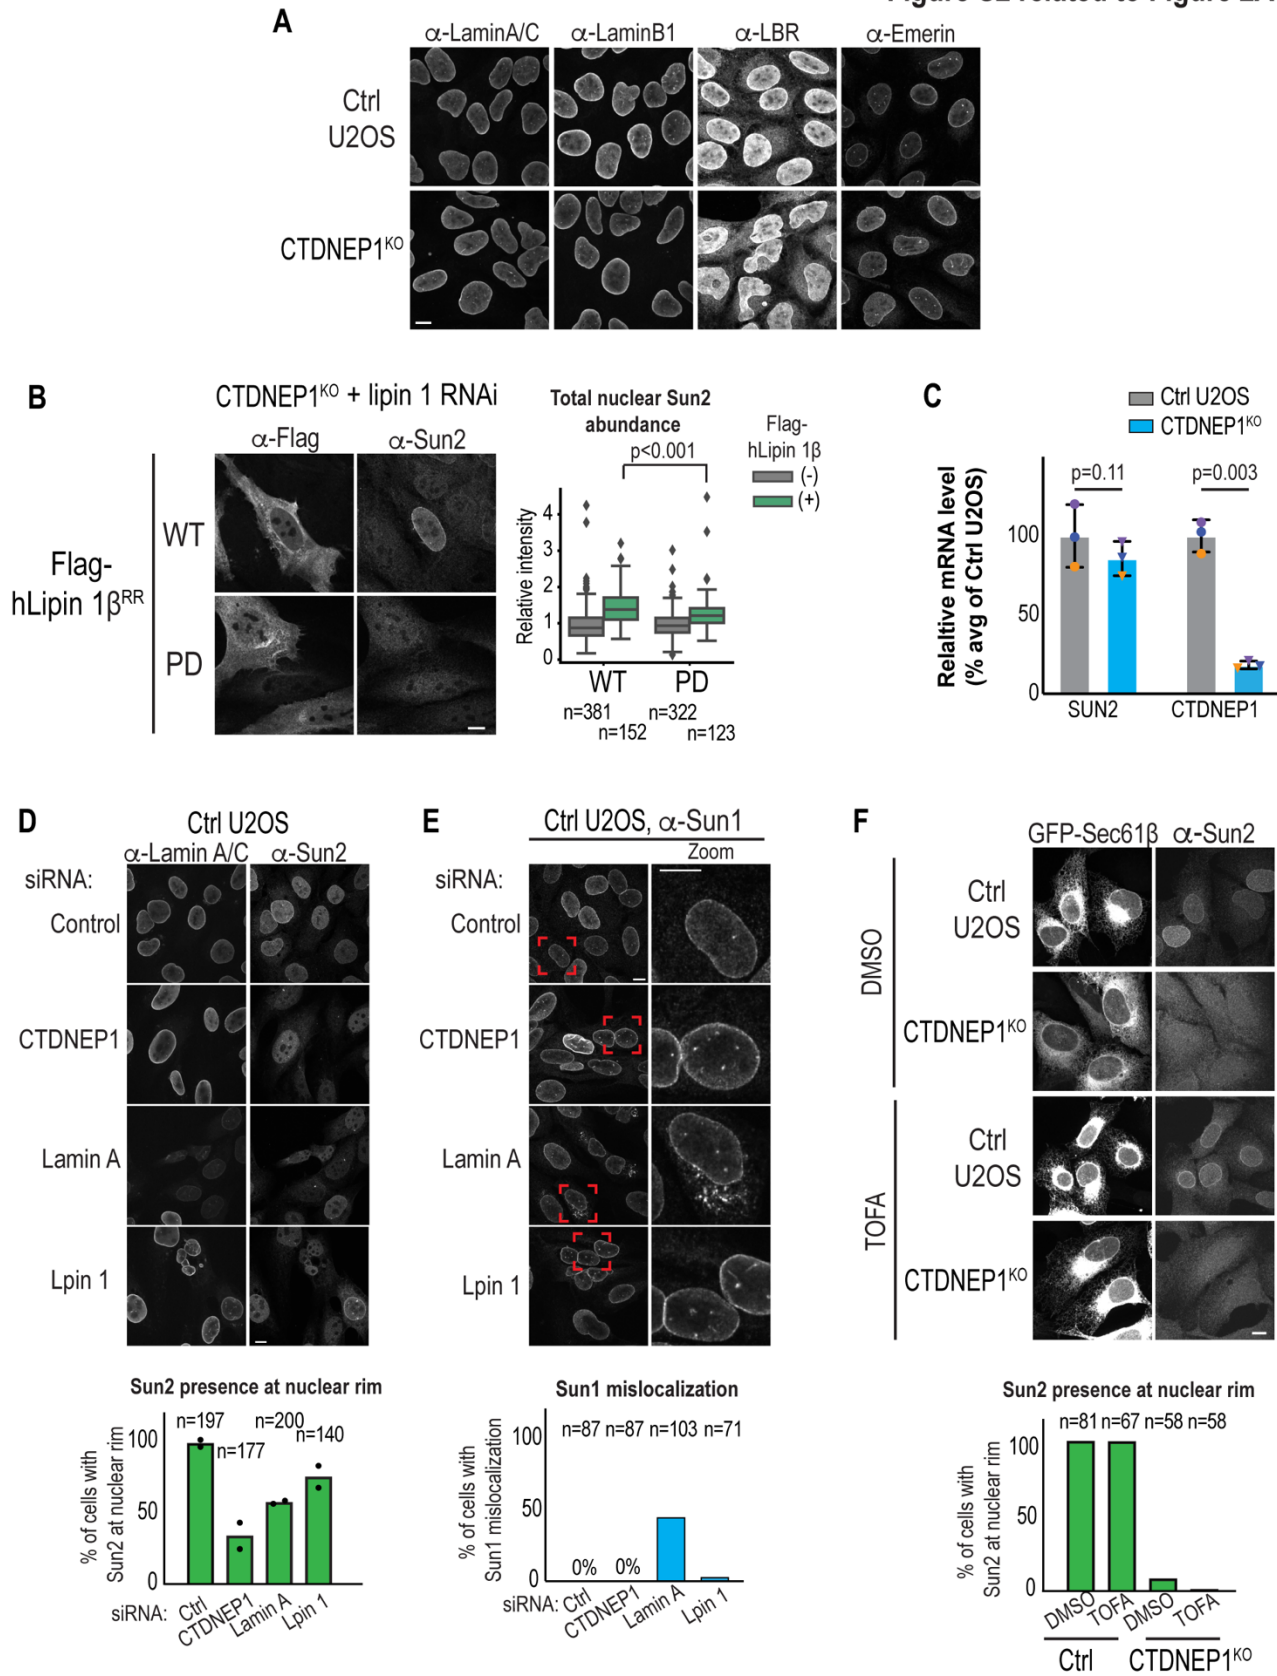 A
α-LaminA/C α-LaminB1 α-LBR α-Emerin
Ctrl
U2OS
CTDNEP1KO
B
CTDNEP1KO + lipin 1 RNAi
α-Flag α-Sun2
Flag-
hLipin 1βRR
WT
PD
Total nuclear Sun2
abundance
p<0.001
Flag-
hLipin 1β
(-)
(+)
Relative intensity
4
3
2
1
0
WT PD
n=381 n=322
n=152 n=123
C
Ctrl U2OS
CTDNEP1KO
Relaltive mRNA level
(% avg of Ctrl U2OS)
p=0.11 p=0.003
100
50
0
SUN2 CTDNEP1
D
Ctrl U2OS
α-Lamin A/C α-Sun2
siRNA:
Control
CTDNEP1
Lamin A
Lpin 1
Sun2 presence at nuclear rim
% of cells with
Sun2 at nuclear rim
n=197 n=200
n=177 n=140
100
50
0
siRNA: Ctrl CTDNEP1 Lamin A Lpin 1
E
Ctrl U2OS, α-Sun1
Zoom
siRNA:
Control
CTDNEP1
Lamin A
Lpin 1
Sun1 mislocalization
% of cells with
Sun1 mislocalization
n=87 n=87 n=103 n=71
100
50
0
0% 0%
siRNA: Ctrl CTDNEP1 Lamin A Lpin 1
F
GFP-Sec61β α-Sun2
DMSO
Ctrl
U2OS
CTDNEP1KO
TOFA
Ctrl
U2OS
CTDNEP1KO
Sun2 presence at nuclear rim
% of cells with
Sun2 at nuclear rim
n=81 n=67 n=58 n=58
100
50
0
DMSO TOFA DMSO TOFA
Ctrl CTDNEP1KO